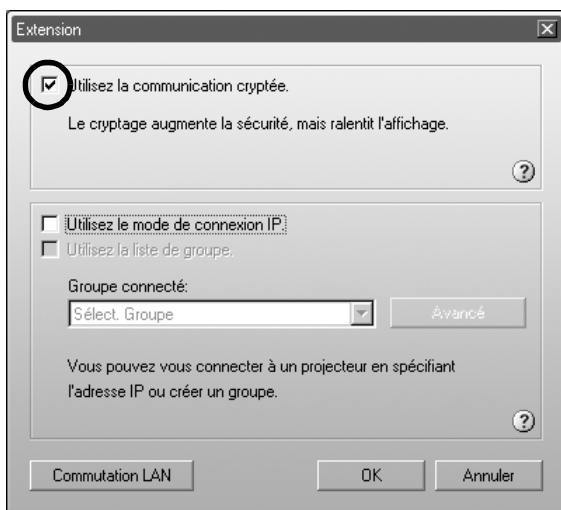 Extension
Utilisez la communication cryptée.
Le cryptage augmente la sécurité, mais ralentit l'affichage.
?
Utilisez le mode de connexion IP.
Utilisez la liste de groupe.
Groupe connecté:
Sélect. Groupe
Avancé
Vous pouvez vous connecter à un projecteur en spécifiant
l'adresse IP ou créer un groupe.
?
Commutation LAN
OK
Annuler